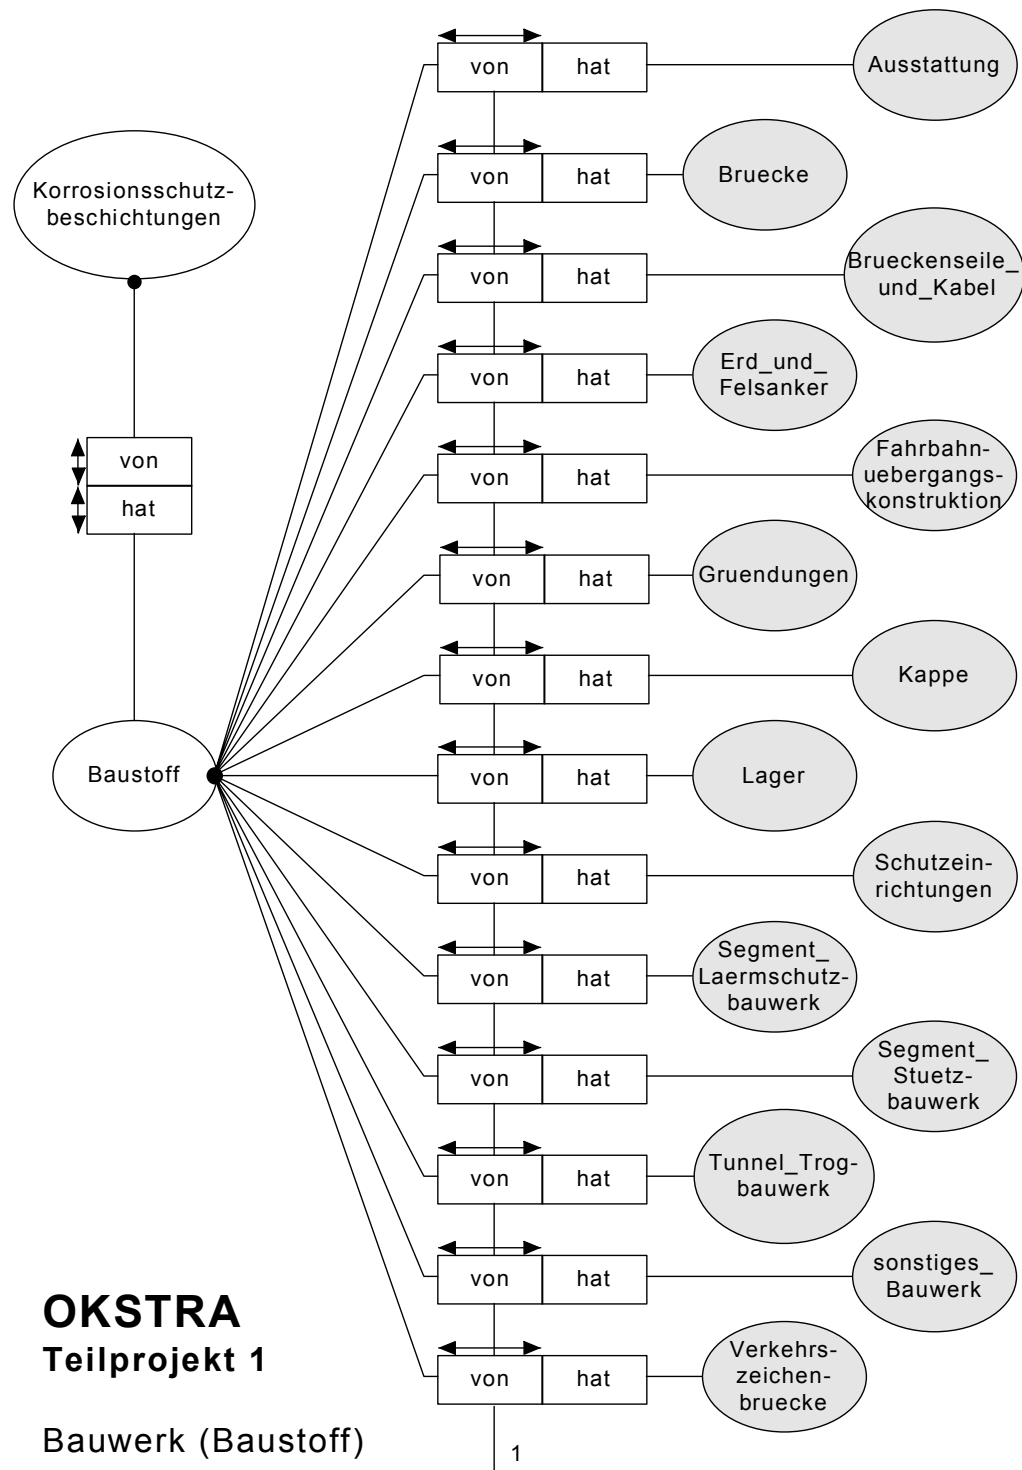 von hat Ausstattung
Korrosionsschutz-
beschichtungen
von hat Bruecke
von hat Brueckenseile_
und_Kabel
von hat Erd_und_
Felsanker
von
hat
von hat Fahrbahn-
uebergangs-
konstruktion
von hat Gruendungen
von hat Kappe
Baustoff
von hat Lager
von hat Schutzein-
richtungen
von hat Segment_
Laermschutz-
bauwerk
von hat Segment_
Stuetz-
bauwerk
von hat Tunnel_Trog-
bauwerk
von hat sonstiges_
Bauwerk
von hat Verkehrs-
zeichen-
bruecke
OKSTRA
Teilprojekt 1
Bauwerk (Baustoff)
1